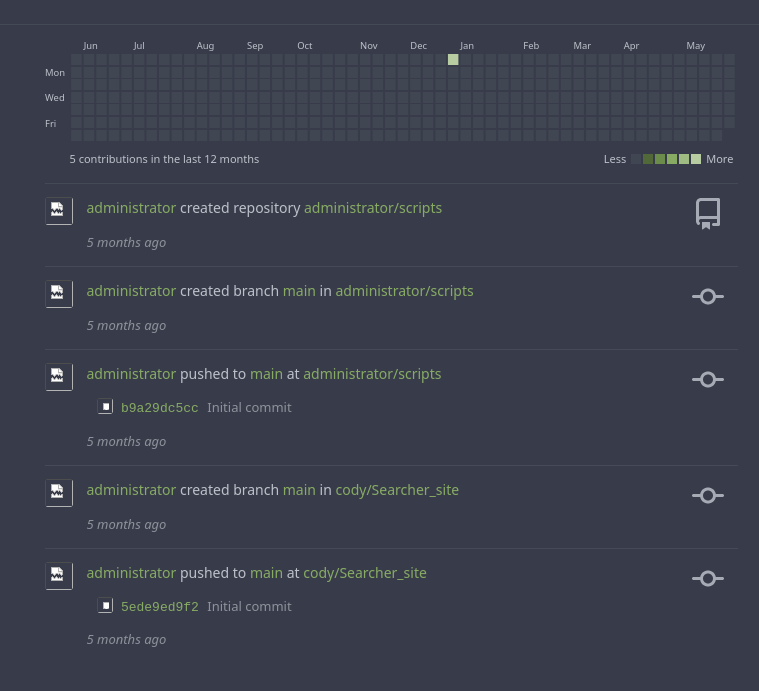 Jun Jul Aug Sep Oct Nov Dec Jan Feb Mar Apr May
Mon
Wed
Fri
5 contributions in the last 12 months
Less More
administrator created repository administrator/scripts
5 months ago
administrator created branch main in administrator/scripts
5 months ago
administrator pushed to main at administrator/scripts
b9a29dc5cc Initial commit
5 months ago
administrator created branch main in cody/Searcher_site
5 months ago
administrator pushed to main at cody/Searcher_site
5ede9ed9f2 Initial commit
5 months ago